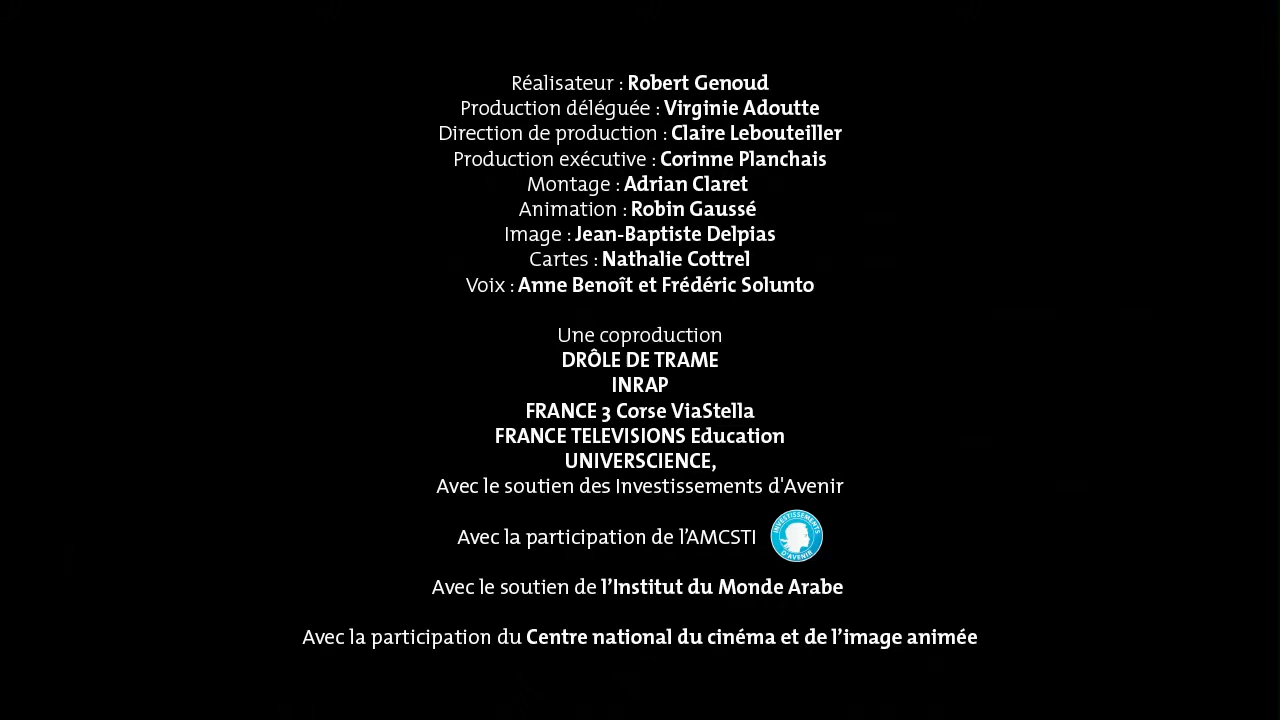 Réalisateur : Robert Genoud
Production déléguée : Virginie Adoutte
Direction de production : Claire Lebouteiller
Production exécutive : Corinne Planchais
Montage : Adrian Claret
Animation : Robin Gaussé
Image : Jean-Baptiste Delpias
Cartes : Nathalie Cottrel
Voix : Anne Benoît et Frédéric Solunto
Une coproduction
DRÔLE DE TRAME
INRAP
FRANCE 3 Corse ViaStella
FRANCE TELEVISIONS Education
UNIVERSCIENCE,
Avec le soutien des Investissements d'Avenir
Avec la participation de l’AMCSTI
INVESTISSEMENTS
D'AVENIR
Avec le soutien de l’Institut du Monde Arabe
Avec la participation du Centre national du cinéma et de l’image animée